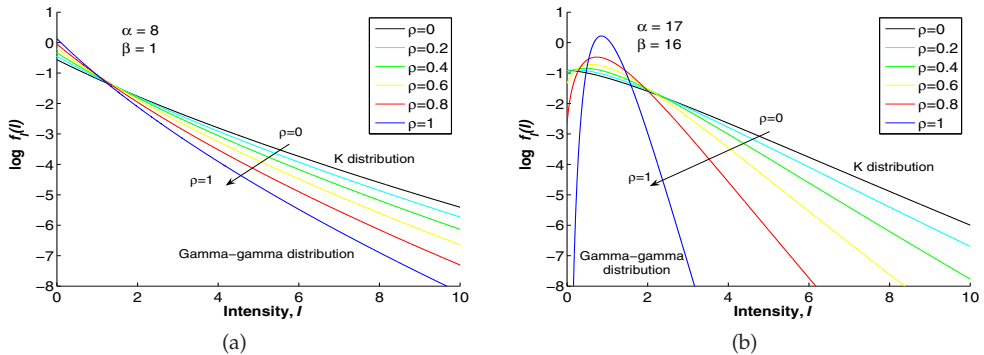 1
0
−1
−2
−3
−4
−5
−6
−7
−8
log f_I(I)
α = 8
β = 1
ρ=0
ρ=0.2
ρ=0.4
ρ=0.6
ρ=0.8
ρ=1
ρ=0
K distribution
ρ=1
Gamma−gamma distribution
0 2 4 6 8 10
Intensity, I
(a)
1
0
−1
−2
−3
−4
−5
−6
−7
−8
log f_I(I)
α = 17
β = 16
ρ=0
ρ=0.2
ρ=0.4
ρ=0.6
ρ=0.8
ρ=1
ρ=0
K distribution
ρ=1
Gamma−gamma
distribution
0 2 4 6 8 10
Intensity, I
(b)